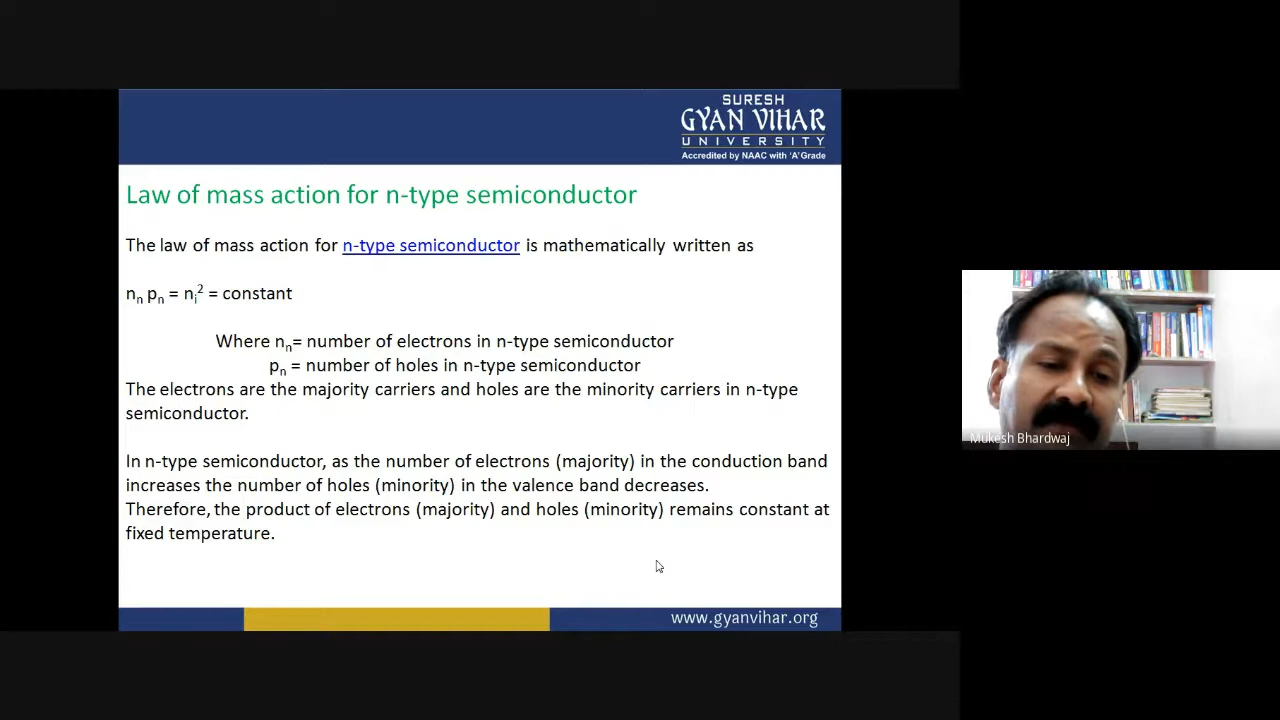 SURESH
GYAN VIHAR
UNIVERSITY
Accredited by NAAC with 'A' Grade
Law of mass action for n-type semiconductor
The law of mass action for n-type semiconductor is mathematically written as
nₙ pₙ = nᵢ² = constant
Where nₙ= number of electrons in n-type semiconductor
pₙ = number of holes in n-type semiconductor
The electrons are the majority carriers and holes are the minority carriers in n-type
semiconductor.
In n-type semiconductor, as the number of electrons (majority) in the conduction band
increases the number of holes (minority) in the valence band decreases.
Therefore, the product of electrons (majority) and holes (minority) remains constant at
fixed temperature.
www.gyanvihar.org
Mukesh Bhardwaj